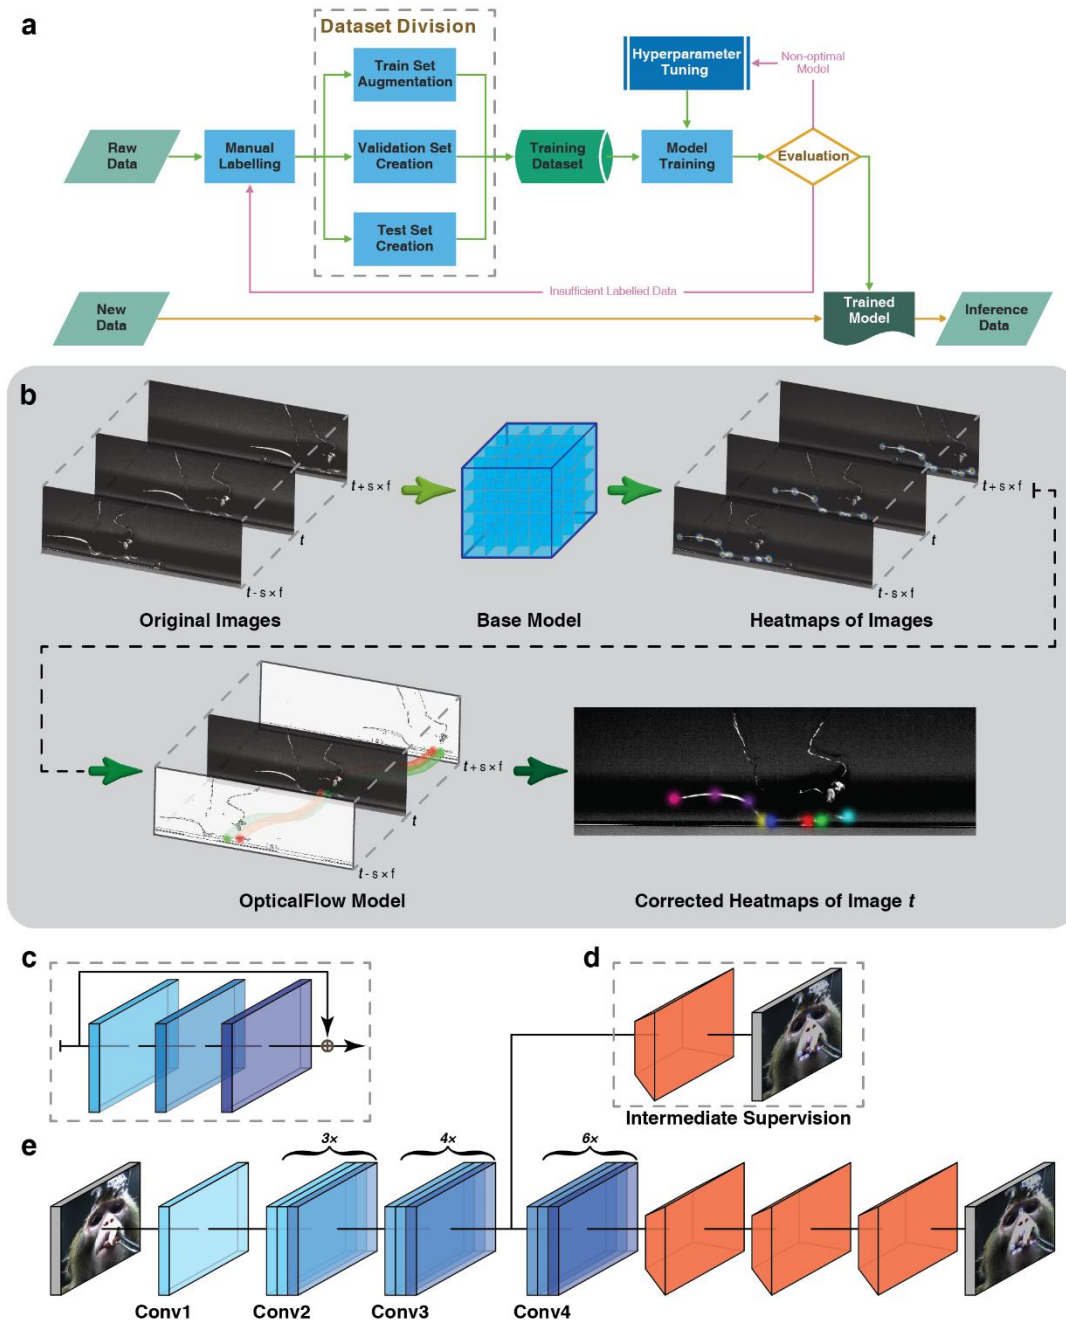 a
Dataset Division
Train Set
Augmentation
Hyperparameter
Tuning
Non-optimal
Model
Raw
Data
Manual
Labelling
Validation Set
Creation
Training
Dataset
Model
Training
Evaluation
Test Set
Creation
Insufficient Labelled Data
New
Data
Trained
Model
Inference
Data
b
t + s × f
t
t - s × f
t + s × f
t
t - s × f
Original Images
Base Model
Heatmaps of Images
t + s × f
t
t - s × f
OpticalFlow Model
Corrected Heatmaps of Image t
c
d
Intermediate Supervision
e
3×
4×
6×
Conv1
Conv2
Conv3
Conv4